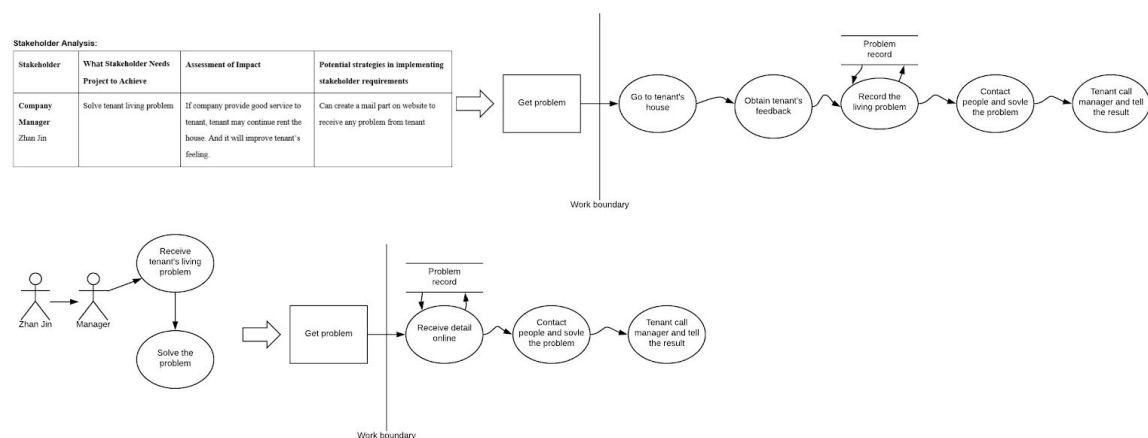 Stakeholder Analysis:
Stakeholder
What Stakeholder Needs
Project to Achieve
Assessment of Impact
Potential strategies in implementing
stakeholder requirements
Company
Manager
Zhan Jin
Solve tenant living problem
If company provide good service to
tenant, tenant may continue rent the
house. And it will improve tenant's
feeling.
Can create a mail part on website to
receive any problem from tenant
Get problem
Work boundary
Go to tenant's
house
Obtain tenant's
feedback
Problem
record
Record the
living problem
Contact
people and sovle
the problem
Tenant call
manager and tell
the result
Zhan Jin
Manager
Receive
tenant's living
problem
Solve the
problem
Get problem
Work boundary
Problem
record
Receive detail
online
Contact
people and sovle
the problem
Tenant call
manager and tell
the result